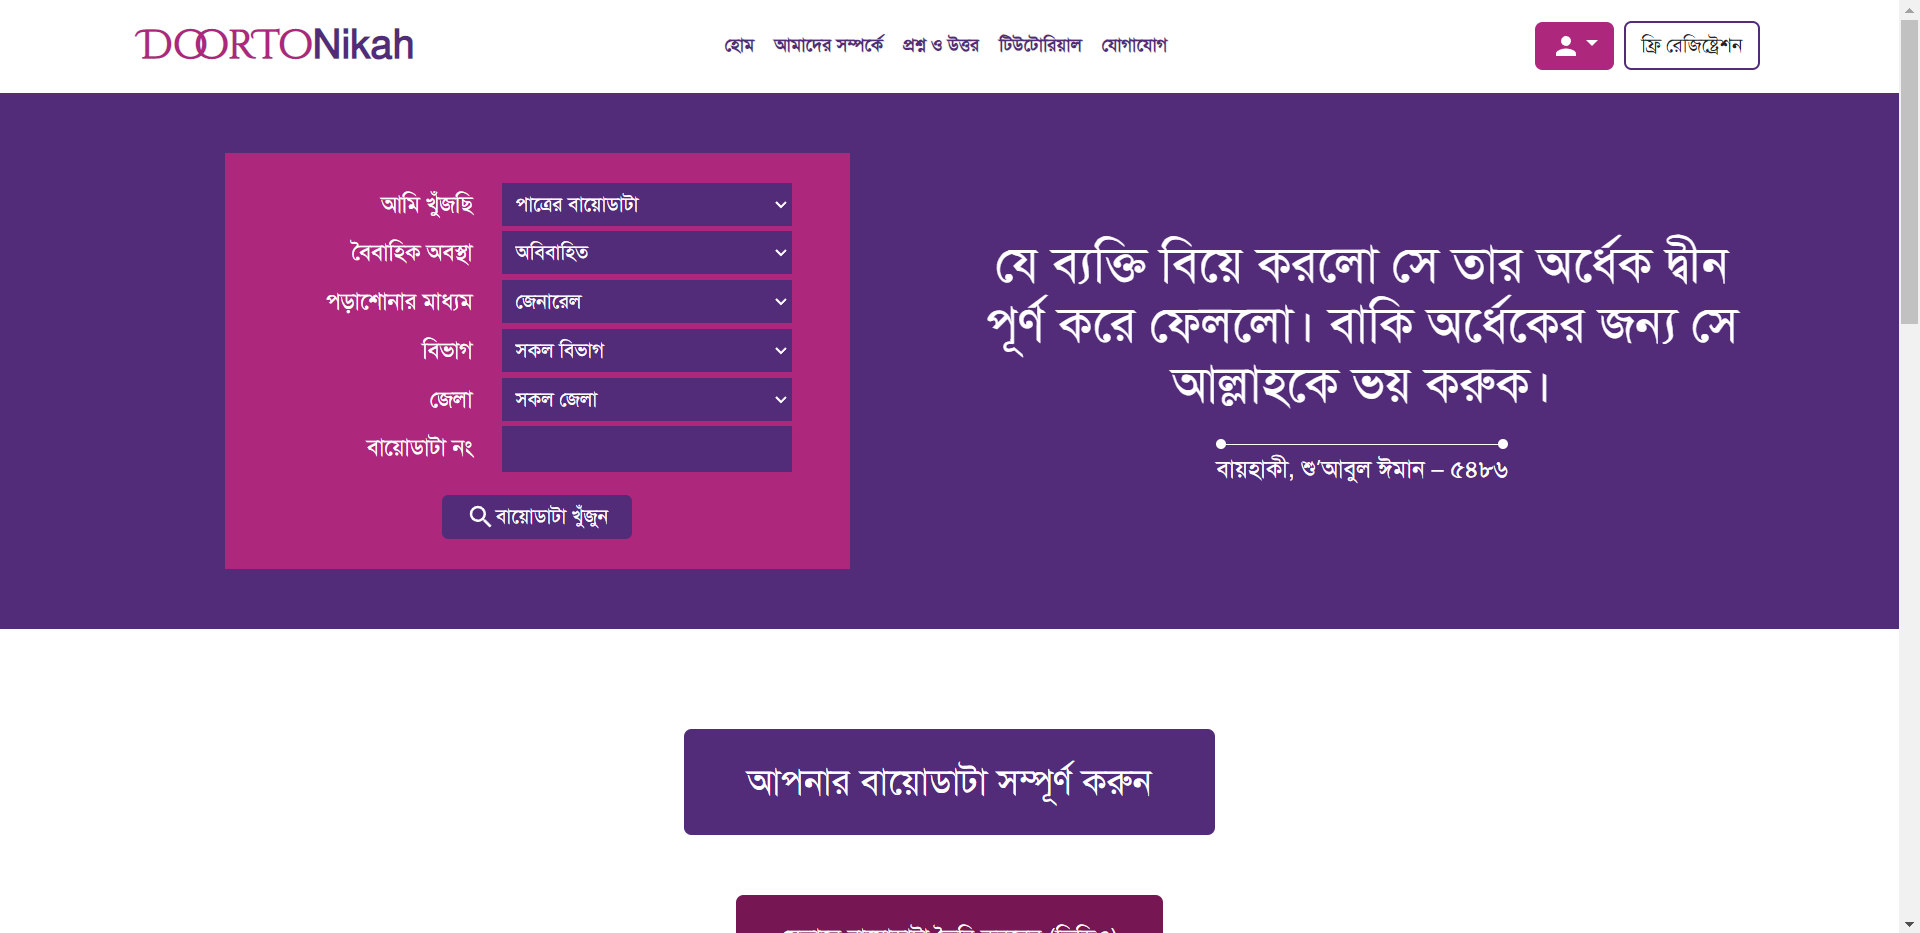 DOORTONikah
হোম আমাদের সম্পর্কে প্রশ্ন ও উত্তর টিউটোরিয়াল যোগাযোগ
ফ্রি রেজিষ্ট্রেশন
আমি খুঁজছি পাত্রের বায়োডাটা
বৈবাহিক অবস্থা অবিবাহিত
পড়াশোনার মাধ্যম জেনারেল
বিভাগ সকল বিভাগ
জেলা সকল জেলা
বায়োডাটা নং
বায়োডাটা খুঁজুন
যে ব্যক্তি বিয়ে করলো সে তার অর্ধেক দ্বীন
পূর্ণ করে ফেললো। বাকি অর্ধেকের জন্য সে
আল্লাহকে ভয় করুক।
বায়হাকী, শু’আবুল ঈমান – ৫৪৮৬
আপনার বায়োডাটা সম্পূর্ণ করুন